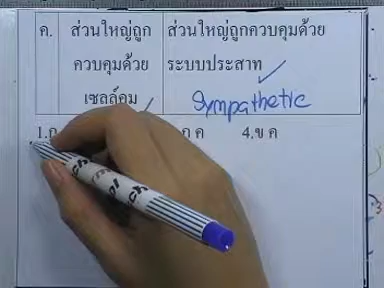 ค. ส่วนใหญ่ถูก ส่วนใหญ่ถูกควบคุมด้วย
ควบคุมด้วย ระบบประสาท
เซลล์คุม Sympathetic
1.ก ก ค 4.ข ค